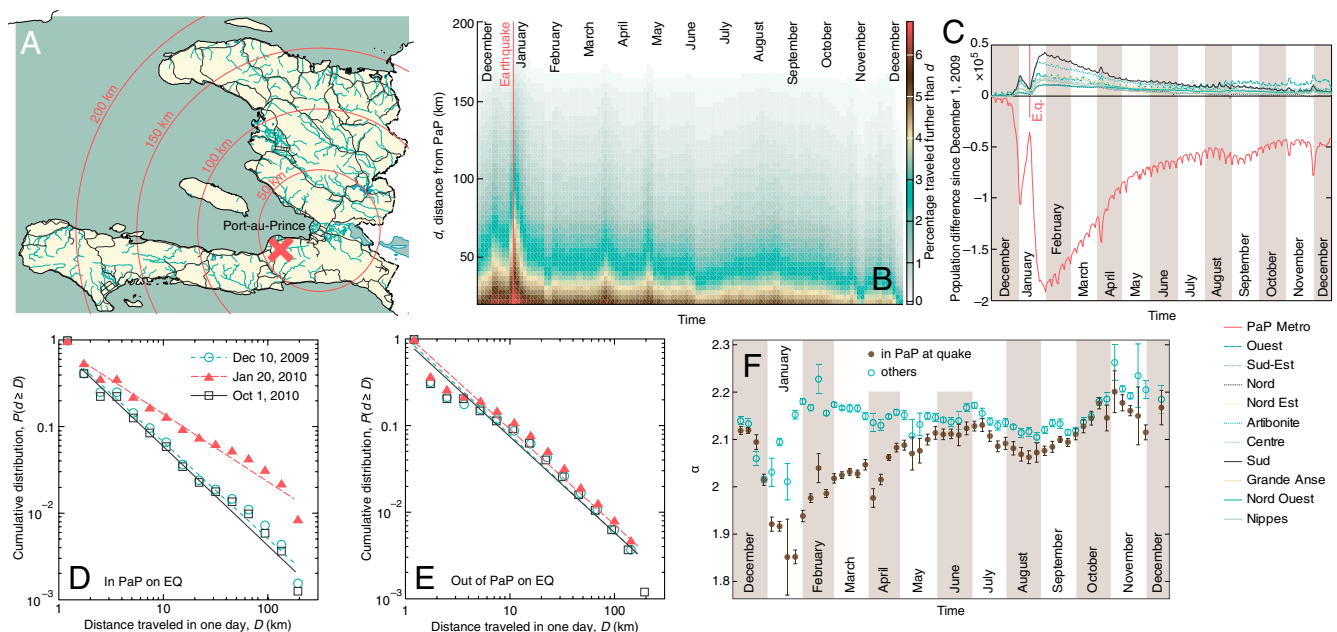 A
200 km
150 km
100 km
50 km
Port-au-Prince
B
d, distance from PaP (km)
200
150
100
50
December
Earthquake
January
February
March
April
May
June
July
August
September
October
November
December
Time
6
5
4
3
2
1
0
Percentage traveled further than d
C
Population difference since December 1, 2009
×10⁻⁵
0.5
0
−0.5
−1
−1.5
−2
E.q.
December
January
February
March
April
May
June
July
August
September
October
November
December
Time
PaP Metro
Ouest
Sud-Est
Nord
Nord Est
Artibonite
Centre
Sud
Grande Anse
Nord Ouest
Nippes
D
Cumulative distribution, P(d ≥ D)
1
0.1
10⁻²
10⁻³
Dec 10, 2009
Jan 20, 2010
Oct 1, 2010
In PaP on EQ
1
10
100
Distance traveled in one day, D (km)
E
Cumulative distribution, P(d ≥ D)
1
0.1
10⁻²
10⁻³
Out of PaP on EQ
1
10
100
Distance traveled in one day, D (km)
F
in PaP at quake
others
α
2.3
2.2
2.1
2
1.9
1.8
December
January
February
March
April
May
June
July
August
September
October
November
December
Time